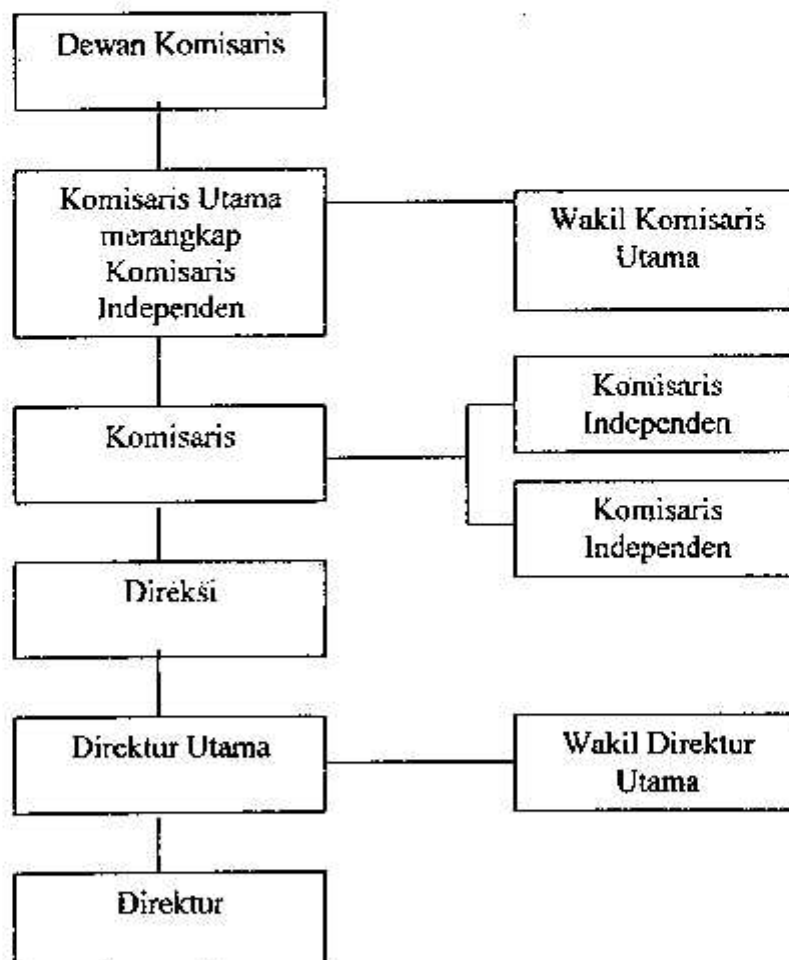 Dewan Komisaris
Komisaris Utama
merangkap
Komisaris
Independen
Wakil Komisaris
Utama
Komisaris
Independen
Komisaris
Komisaris
Independen
Direksi
Direktur Utama
Wakil Direktur
Utama
Direktur